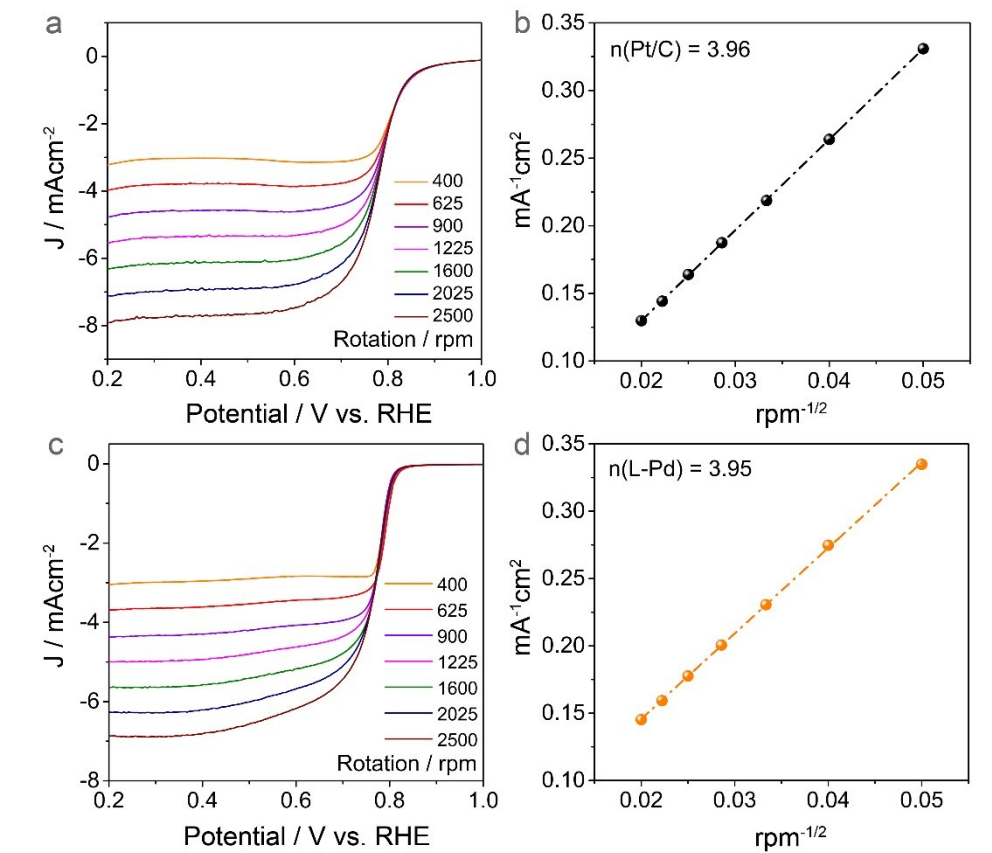 a
0
-2
-4
-6
-8
J / mAcm⁻²
400
625
900
1225
1600
2025
2500
Rotation / rpm
0.2 0.4 0.6 0.8 1.0
Potential / V vs. RHE
b
n(Pt/C) = 3.96
0.35
0.30
0.25
0.20
0.15
0.10
mA⁻¹cm²
0.02 0.03 0.04 0.05
rpm⁻¹/²
c
0
-2
-4
-6
-8
J / mAcm⁻²
400
625
900
1225
1600
2025
2500
Rotation / rpm
0.2 0.4 0.6 0.8 1.0
Potential / V vs. RHE
d
n(L-Pd) = 3.95
0.35
0.30
0.25
0.20
0.15
0.10
mA⁻¹cm²
0.02 0.03 0.04 0.05
rpm⁻¹/²